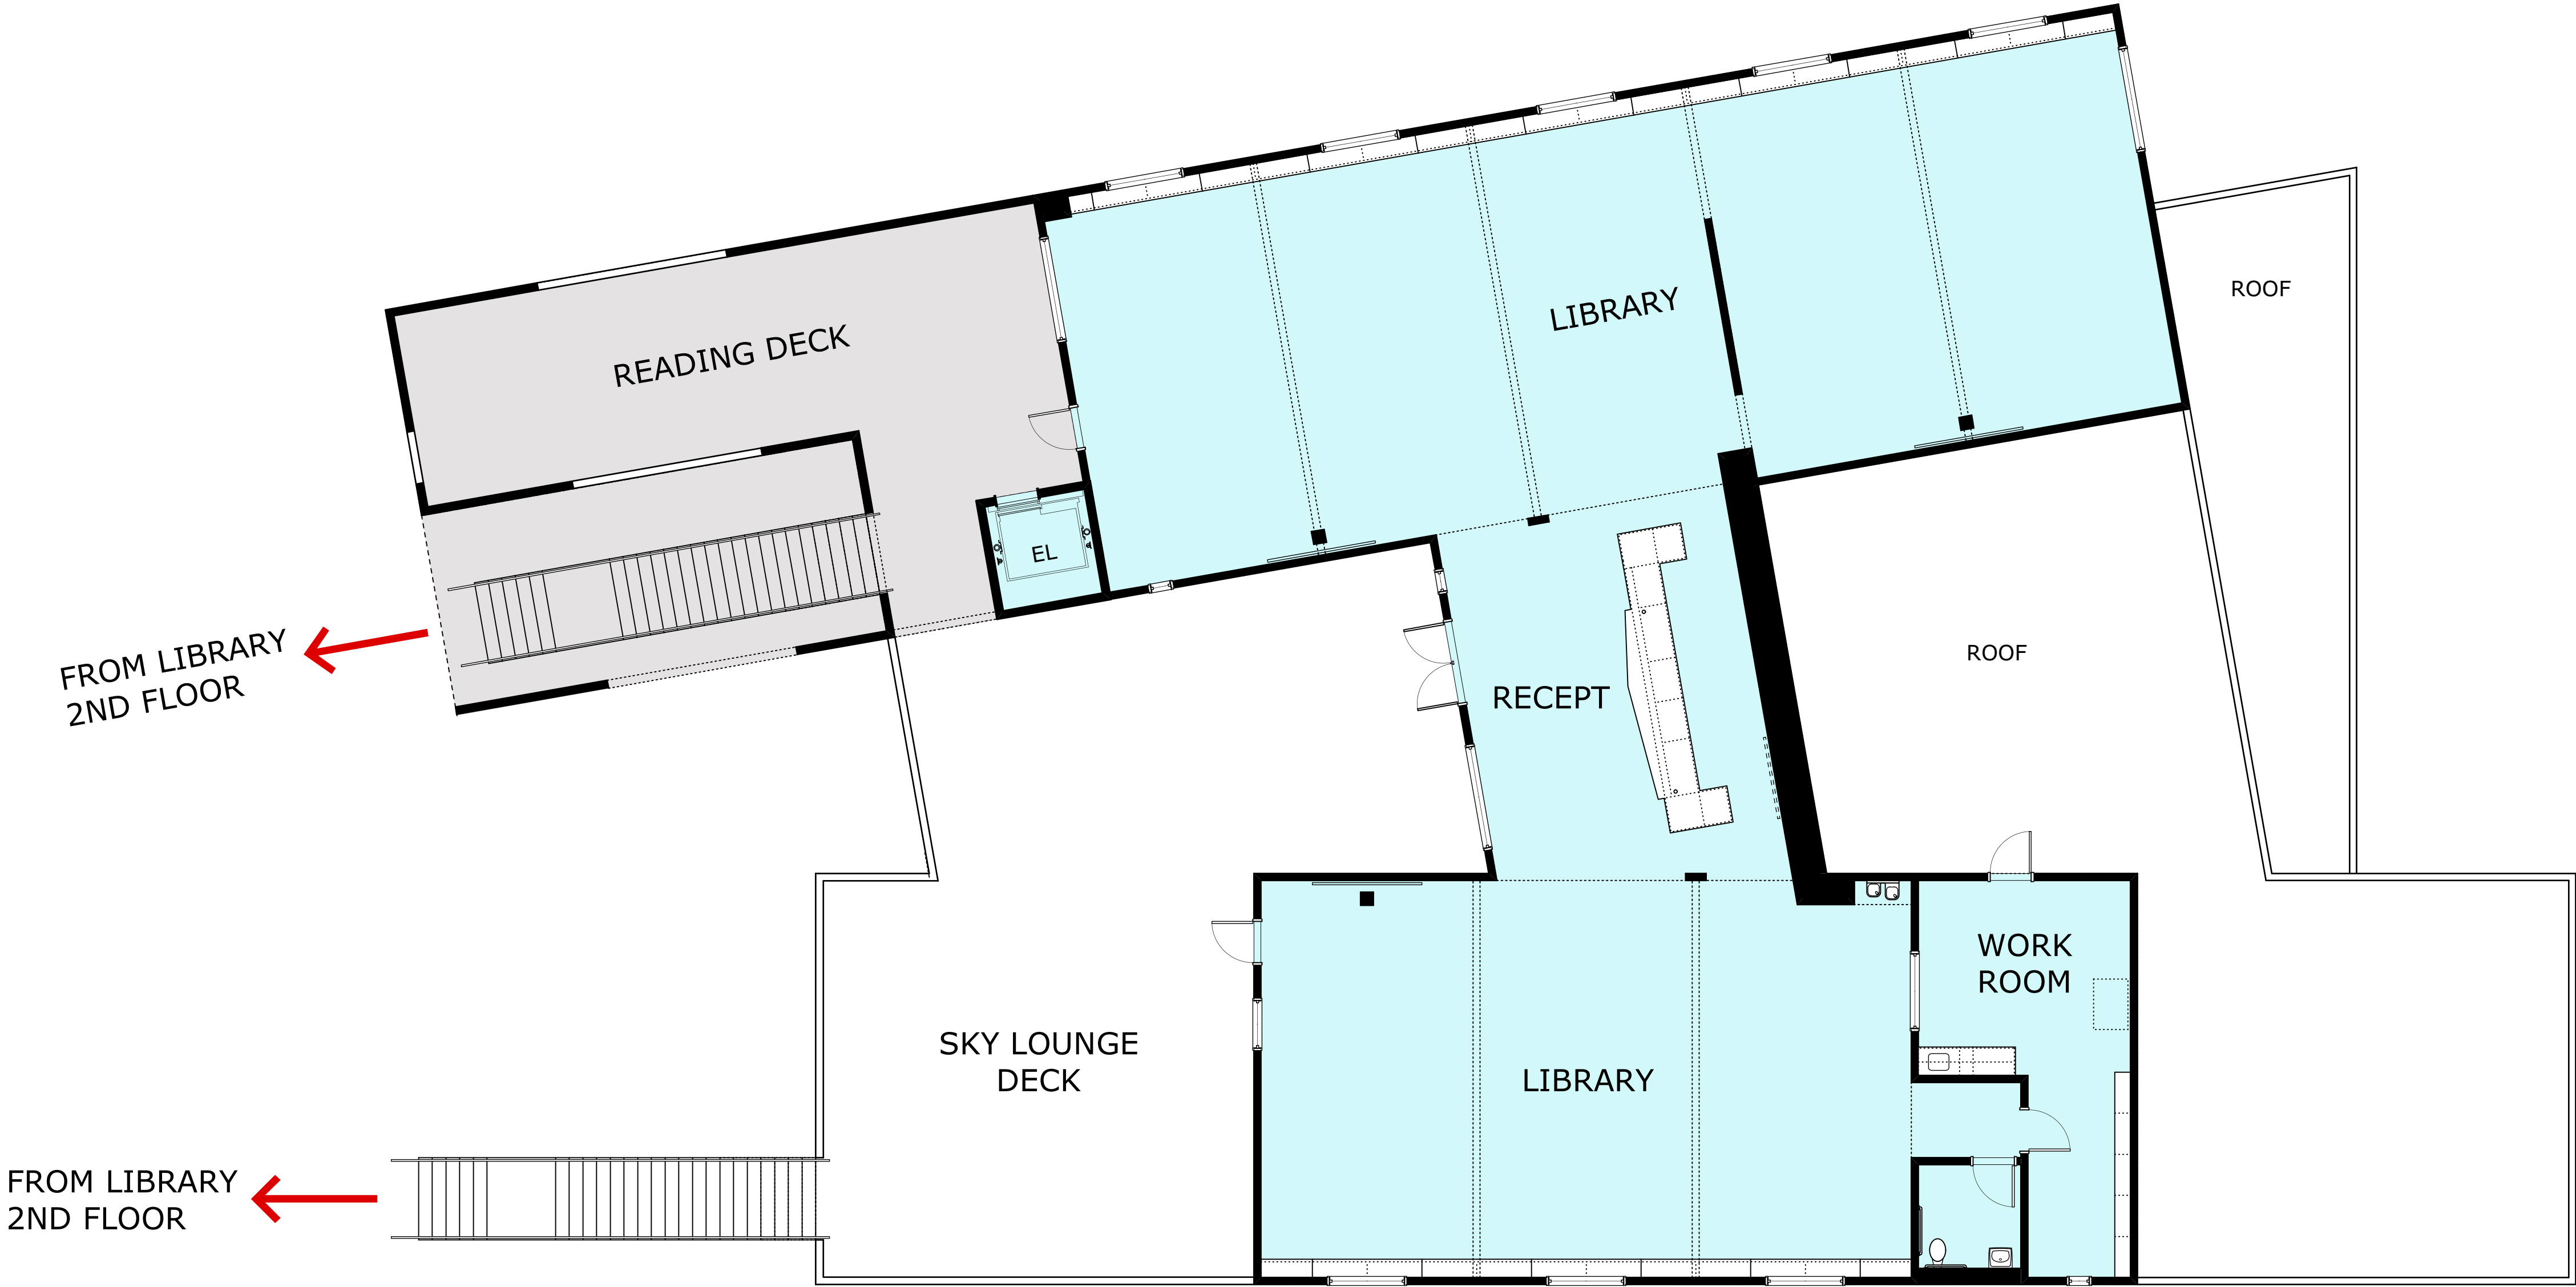 ROOF
LIBRARY
READING DECK
EL
FROM LIBRARY
2ND FLOOR
ROOF
RECEPT
WORK
ROOM
SKY LOUNGE
DECK
LIBRARY
FROM LIBRARY
2ND FLOOR